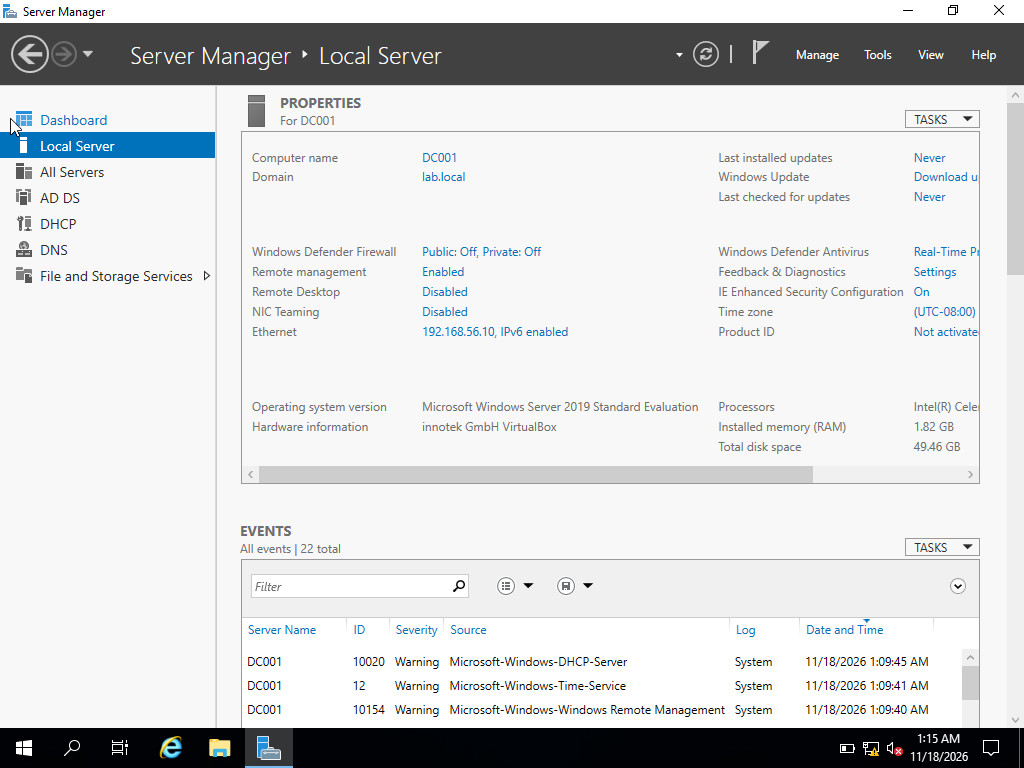 Server Manager
Server Manager ‣ Local Server
Manage Tools View Help
Dashboard
Local Server
All Servers
AD DS
DHCP
DNS
File and Storage Services
PROPERTIES
For DC001
TASKS
Computer name DC001 Last installed updates Never
Domain lab.local Windows Update Download u
Last checked for updates Never
Windows Defender Firewall Public: Off, Private: Off Windows Defender Antivirus Real-Time Pr
Remote management Enabled Feedback & Diagnostics Settings
Remote Desktop Disabled IE Enhanced Security Configuration On
NIC Teaming Disabled Time zone (UTC-08:00)
Ethernet 192.168.56.10, IPv6 enabled Product ID Not activate
Operating system version Microsoft Windows Server 2019 Standard Evaluation Processors Intel(R) Cele
Hardware information innotek GmbH VirtualBox Installed memory (RAM) 1.82 GB
Total disk space 49.46 GB
EVENTS
All events | 22 total
TASKS
Filter
Server Name ID Severity Source Log Date and Time
DC001 10020 Warning Microsoft-Windows-DHCP-Server System 11/18/2026 1:09:45 AM
DC001 12 Warning Microsoft-Windows-Time-Service System 11/18/2026 1:09:41 AM
DC001 10154 Warning Microsoft-Windows-Windows Remote Management System 11/18/2026 1:09:40 AM
1:15 AM
11/18/2026